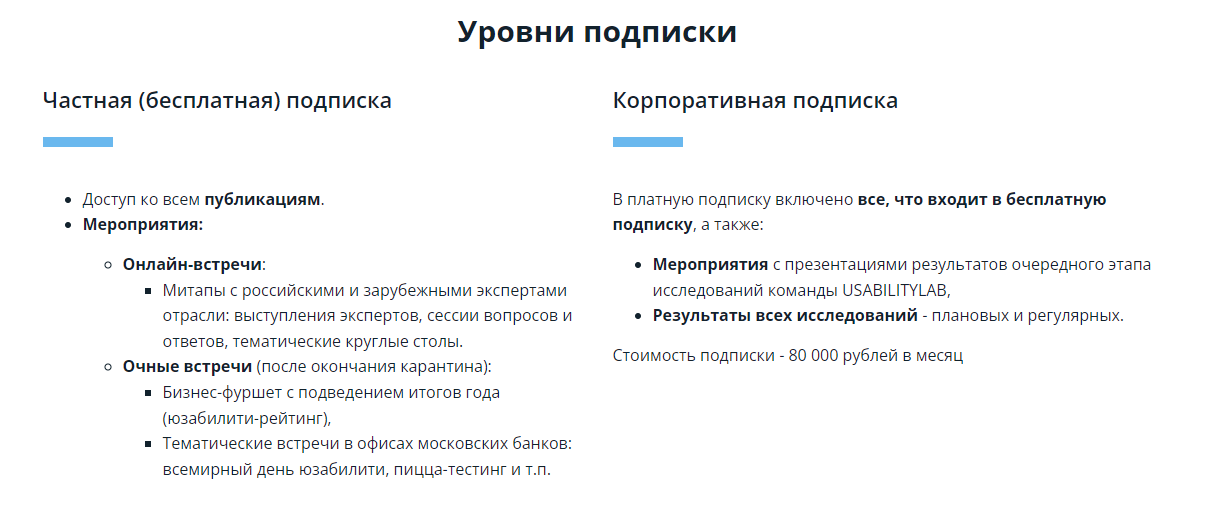 Уровни подписки
Частная (бесплатная) подписка
Доступ ко всем публикациям.
Мероприятия:
Онлайн-встречи:
Митапы с российскими и зарубежными экспертами
отрасли: выступления экспертов, сессии вопросов и
ответов, тематические круглые столы.
Очные встречи (после окончания карантина):
Бизнес-фуршет с подведением итогов года
(юзабилити-рейтинг),
Тематические встречи в офисах московских банков:
всемирный день юзабилити, пицца-тестинг и т.п.
Корпоративная подписка
В платную подписку включено все, что входит в бесплатную
подписку, а также:
Мероприятия с презентациями результатов очередного этапа
исследований команды USABILITYLAB,
Результаты всех исследований - плановых и регулярных.
Стоимость подписки - 80 000 рублей в месяц